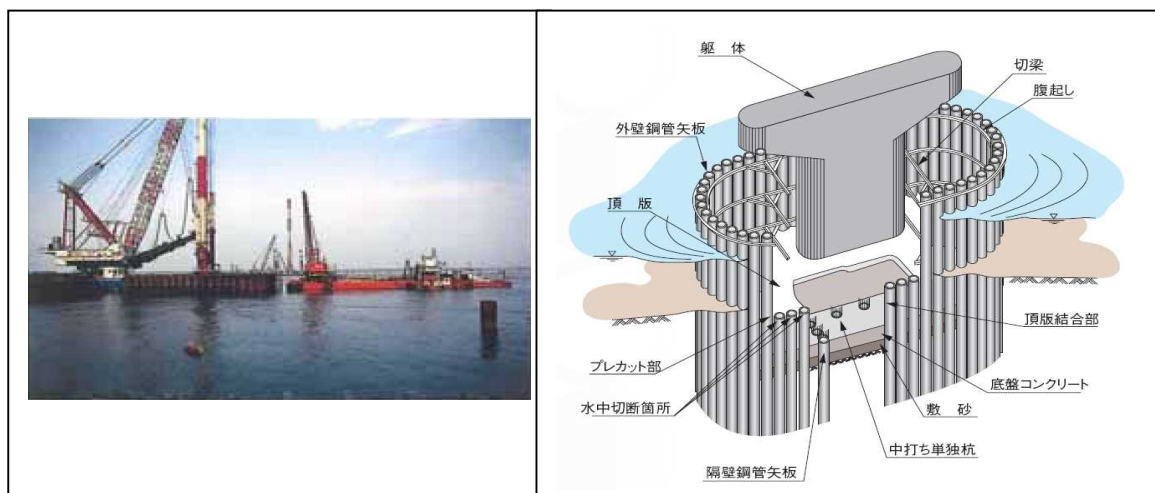 躯 体
切梁
腹起し
外壁鋼管矢板
頂 版
頂版結合部
プレカット部
底盤コンクリート
水中切断箇所
敷 砂
中打ち単独杭
隔壁鋼管矢板